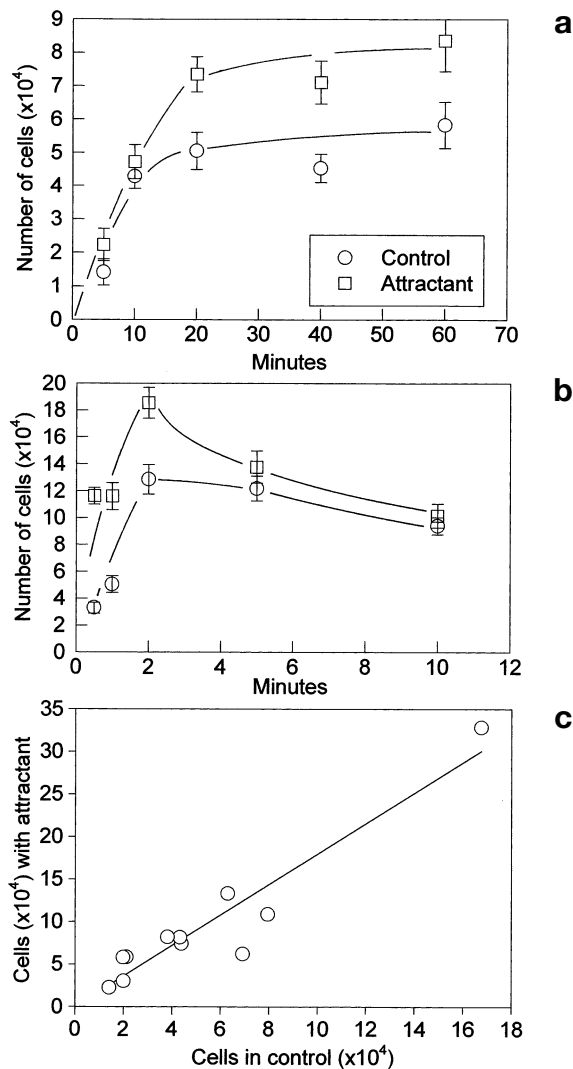 a
Number of cells (x10⁴)
9
8
7
6
5
4
3
2
1
0
Control
Attractant
0 10 20 30 40 50 60 70
Minutes
b
Number of cells (x10⁴)
20
18
16
14
12
10
8
6
4
2
0
0 2 4 6 8 10 12
Minutes
c
Cells (x10⁴) with attractant
35
30
25
20
15
10
5
0
0 2 4 6 8 10 12 14 16 18
Cells in control (x10⁴)